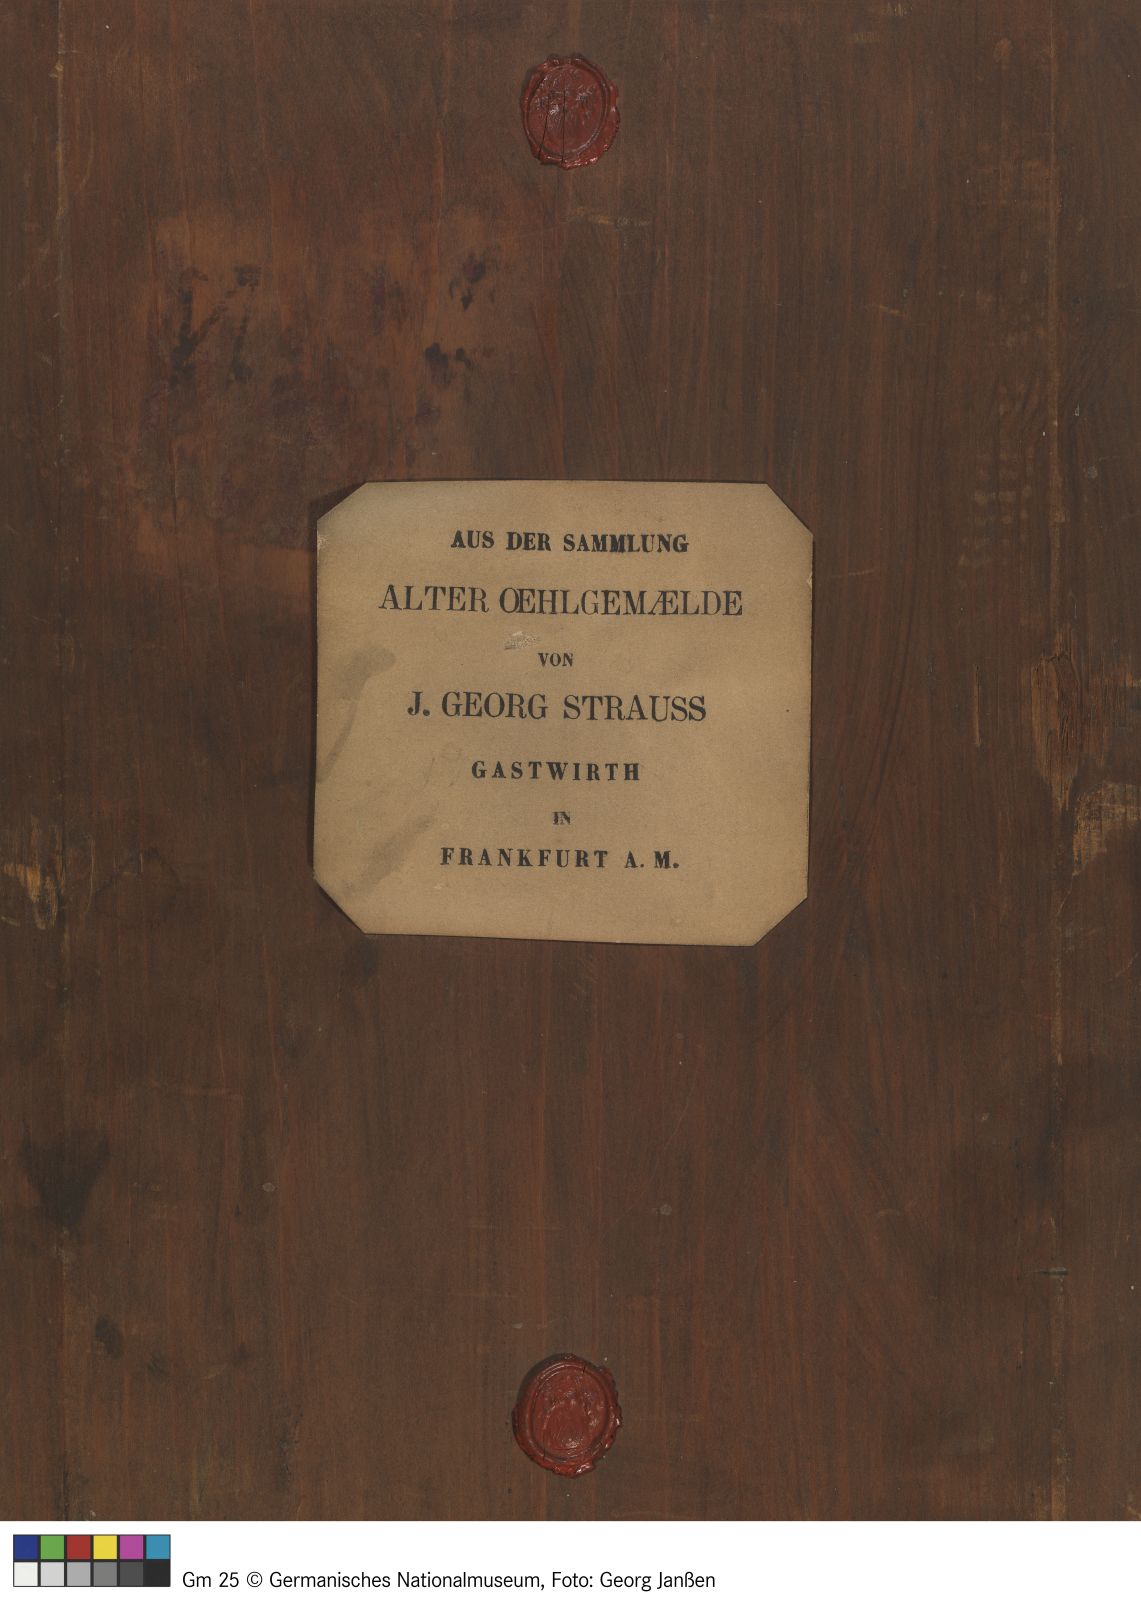 AUS DER SAMMLUNG
ALTER ŒHLGEMÆLDE
VON
J. GEORG STRAUSS
GASTWIRTH
IN
FRANKFURT A. M.
Gm 25 © Germanisches Nationalmuseum, Foto: Georg Janßen